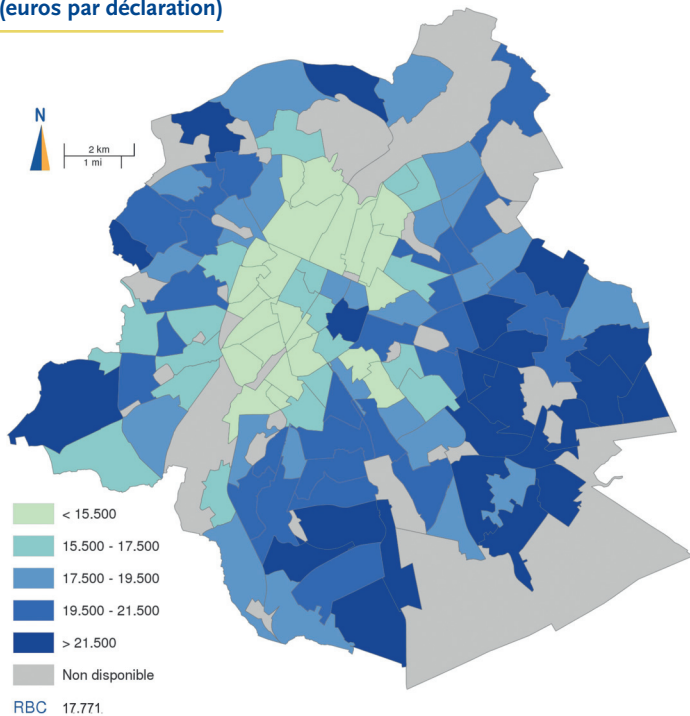 (euros par déclaration)
N
2 km
1 mi
< 15.500
15.500 - 17.500
17.500 - 19.500
19.500 - 21.500
> 21.500
Non disponible
RBC 17.771